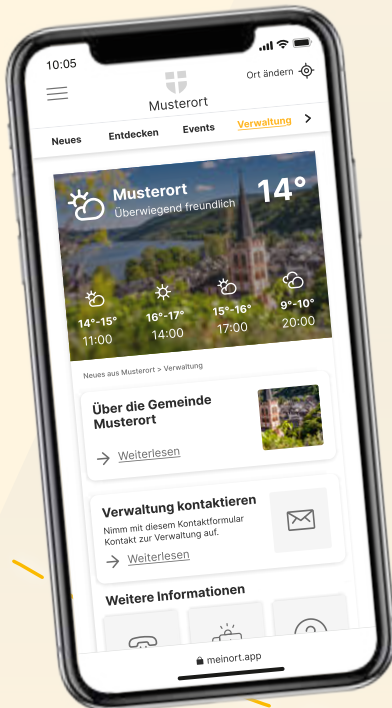 10:05
Ort ändern
Musterort
Neues Entdecken Events Verwaltung
Musterort 14°
Überwiegend freundlich
14°-15° 16°-17° 15°-16° 9°-10°
11:00 14:00 17:00 20:00
Neues aus Musterort > Verwaltung
Über die Gemeinde
Musterort
Weiterlesen
Verwaltung kontaktieren
Nimm mit diesem Kontaktformular
Kontakt zur Verwaltung auf.
Weiterlesen
Weitere Informationen
meinort.app